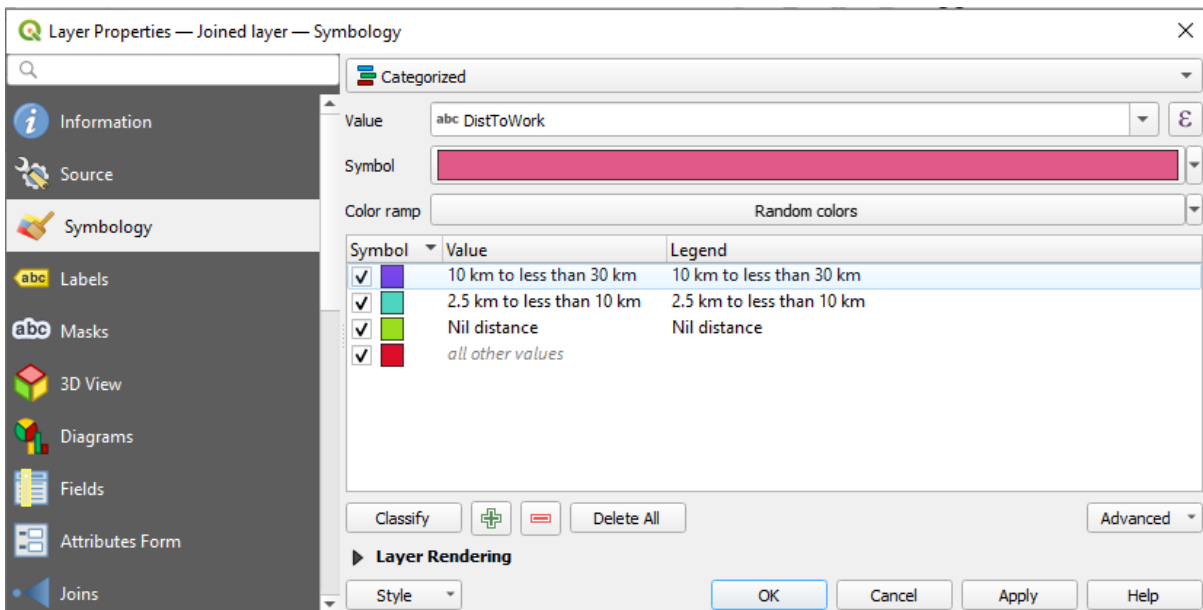 Layer Properties — Joined layer — Symbology
Categorized
Information
Value abc DistToWork ε
Source
Symbol
Symbology
Color ramp Random colors
Symbol Value Legend
abc Labels
10 km to less than 30 km 10 km to less than 30 km
2.5 km to less than 10 km 2.5 km to less than 10 km
abc Masks
Nil distance Nil distance
all other values
3D View
Diagrams
Fields
Classify Delete All Advanced
Attributes Form
Layer Rendering
Joins
Style OK Cancel Apply Help